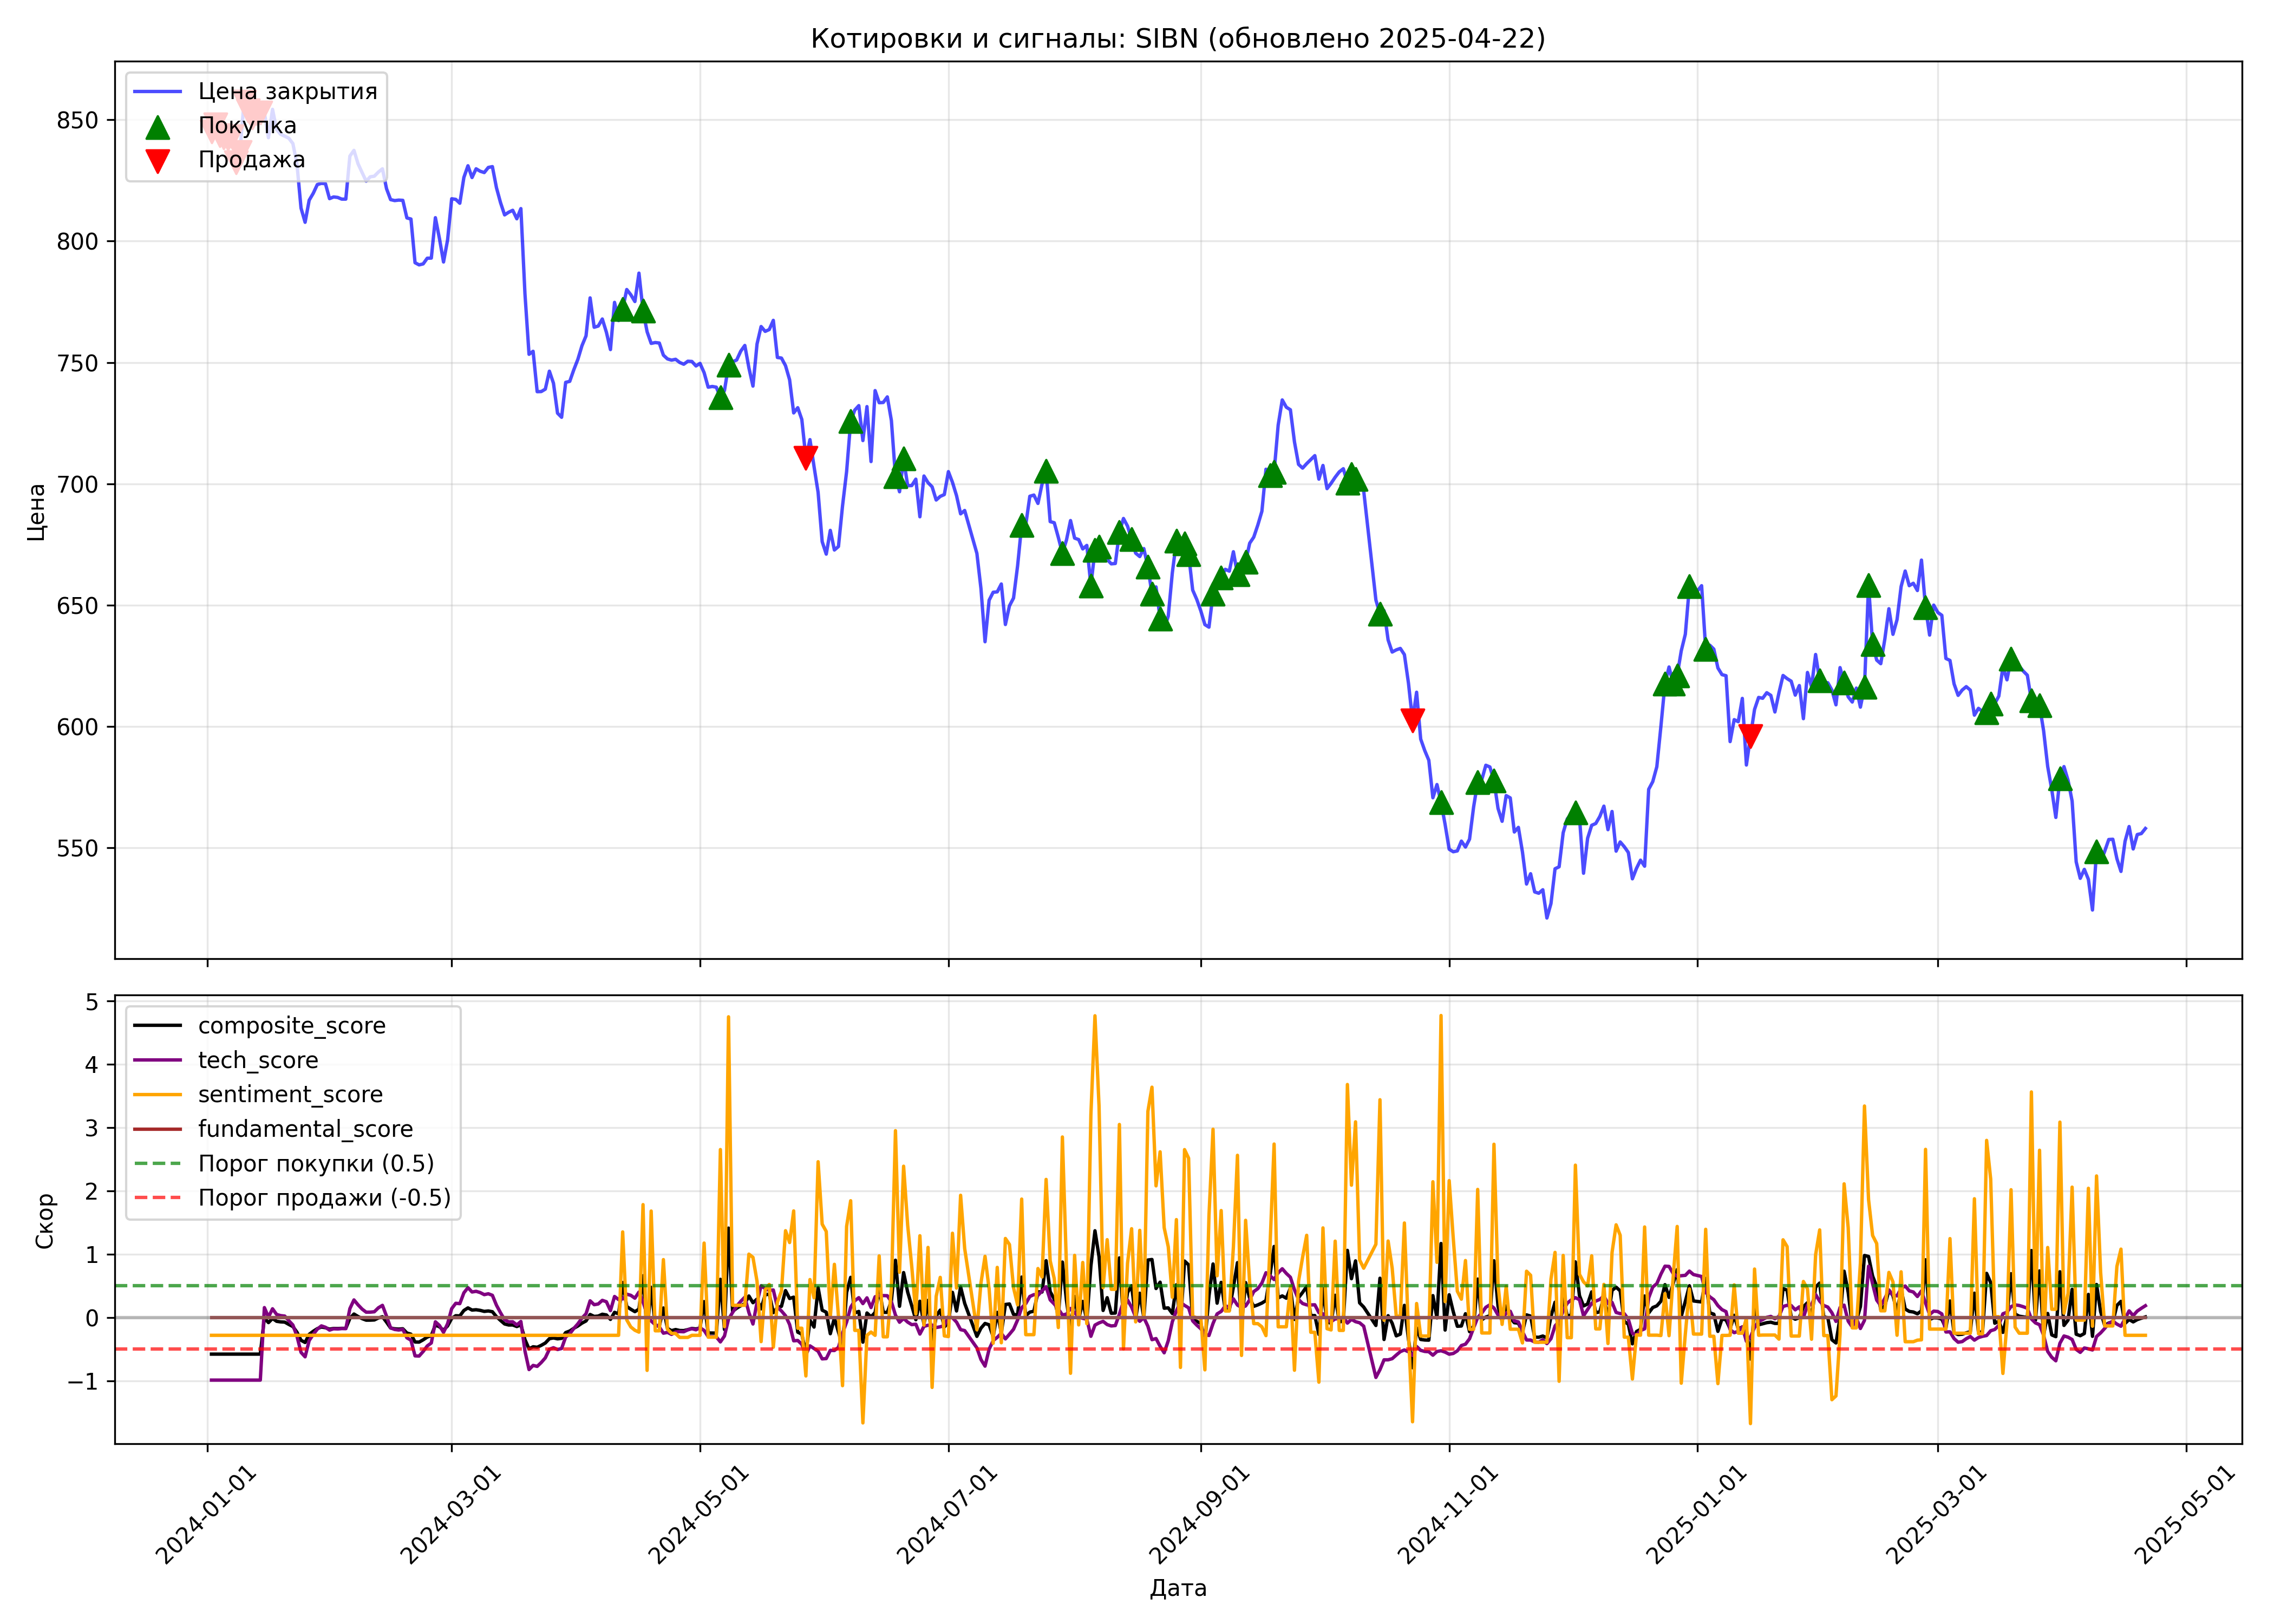 Котировки и сигналы: SIBN (обновлено 2025-04-22)
Цена закрытия
Покупка
Продажа
850
800
750
700
650
600
550
Цена
composite_score
tech_score
sentiment_score
fundamental_score
Порог покупки (0.5)
Порог продажи (-0.5)
5
4
3
2
1
0
−1
Скор
2024-01-01
2024-03-01
2024-05-01
2024-07-01
2024-09-01
2024-11-01
2025-01-01
2025-03-01
2025-05-01
Дата